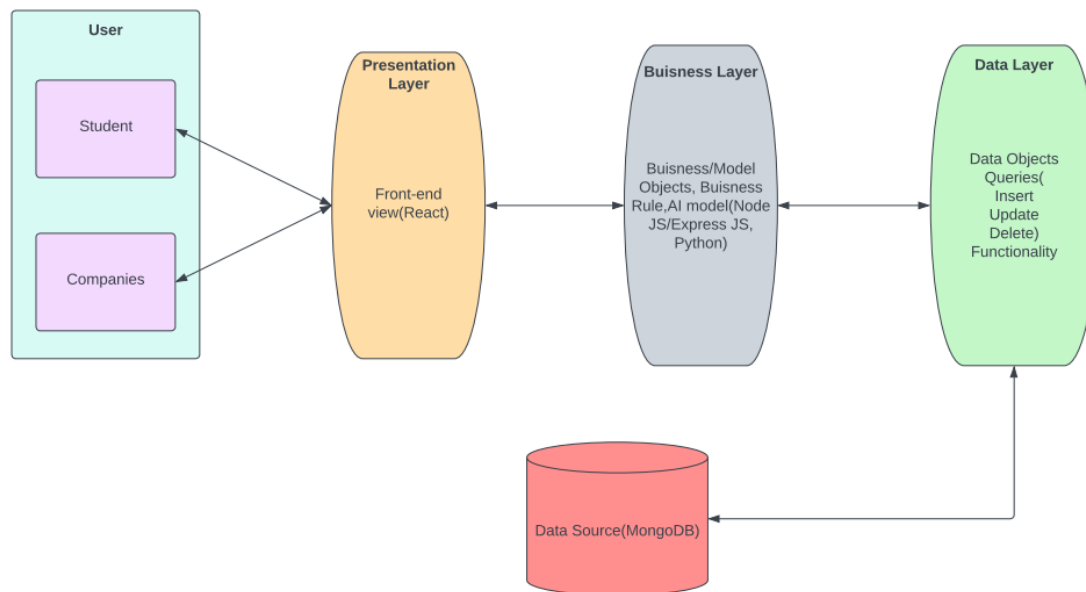 User
Student
Companies
Presentation
Layer
Front-end
view(React)
Buisness Layer
Buisness/Model
Objects, Buisness
Rule,AI model(Node
JS/Express JS,
Python)
Data Layer
Data Objects
Queries(
Insert
Update
Delete)
Functionality
Data Source(MongoDB)